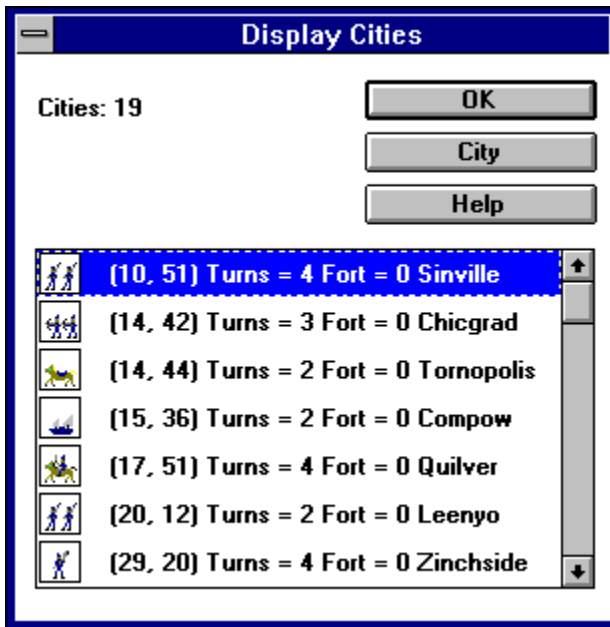 Display Cities
Cities: 19
OK
City
Help
(10, 51) Turns = 4 Fort = 0 Sinville
(14, 42) Turns = 3 Fort = 0 Chicgrad
(14, 44) Turns = 2 Fort = 0 Tornopolis
(15, 36) Turns = 2 Fort = 0 Compow
(17, 51) Turns = 4 Fort = 0 Quilver
(20, 12) Turns = 2 Fort = 0 Leenyo
(29, 20) Turns = 4 Fort = 0 Zinchside